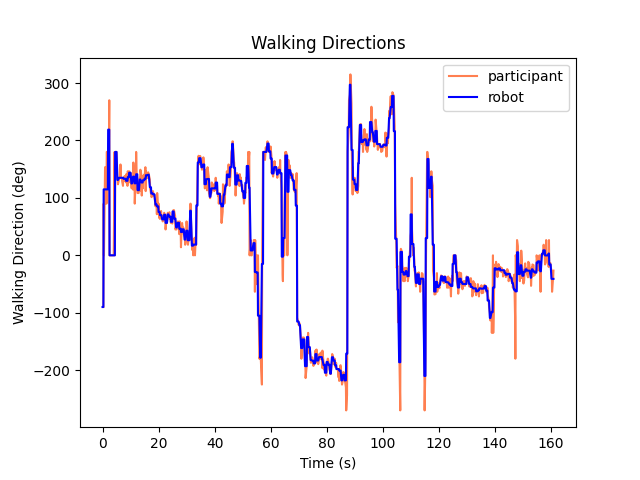 Walking Directions
participant
robot
Walking Direction (deg)
300
200
100
0
−100
−200
0 20 40 60 80 100 120 140 160
Time (s)